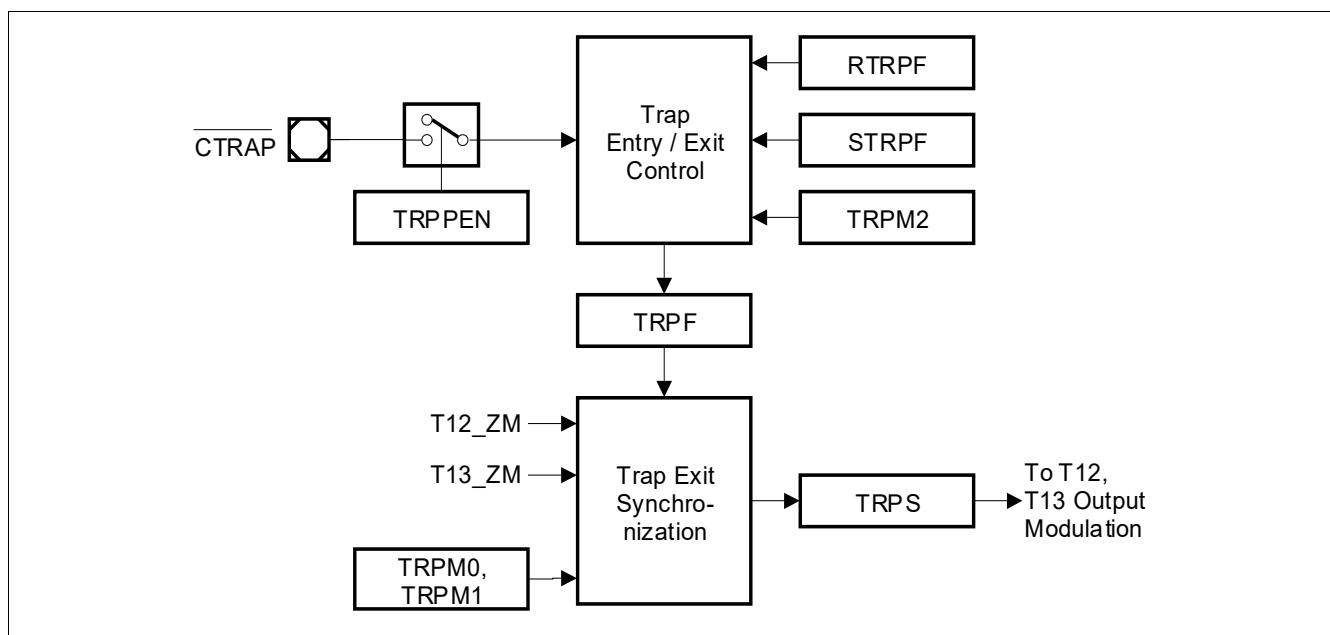 RTRPF
Trap
Entry / Exit
Control
CTRAP
STRPF
TRPPEN
TRPM2
TRPF
T12_ZM
T13_ZM
Trap Exit
Synchro-
nization
TRPS
To T12,
T13 Output
Modulation
TRPM0,
TRPM1